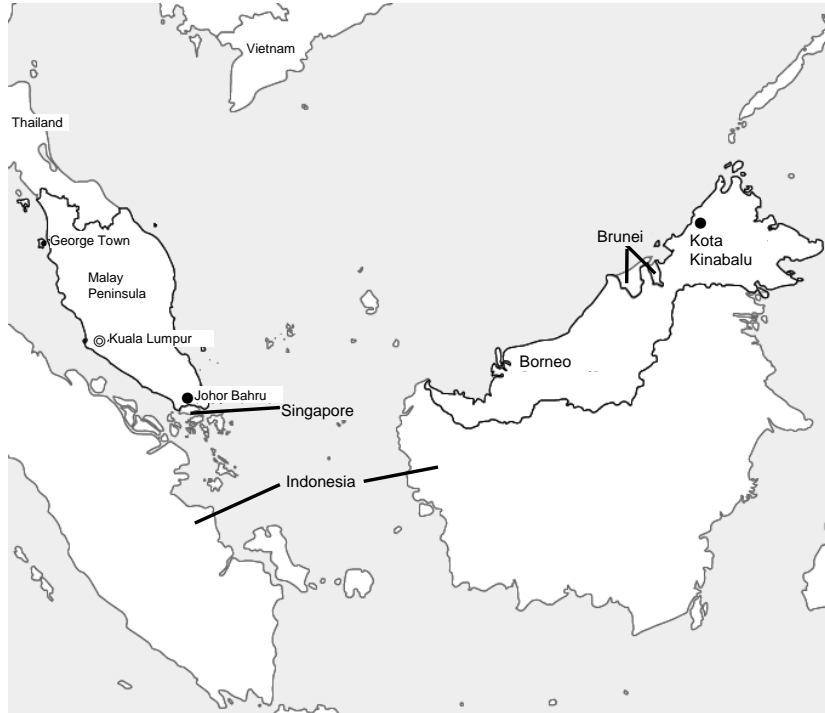 Vietnam
Thailand
George Town
Malay
Peninsula
Kuala Lumpur
Johor Bahru
Singapore
Indonesia
Brunei
Kota
Kinabalu
Borneo